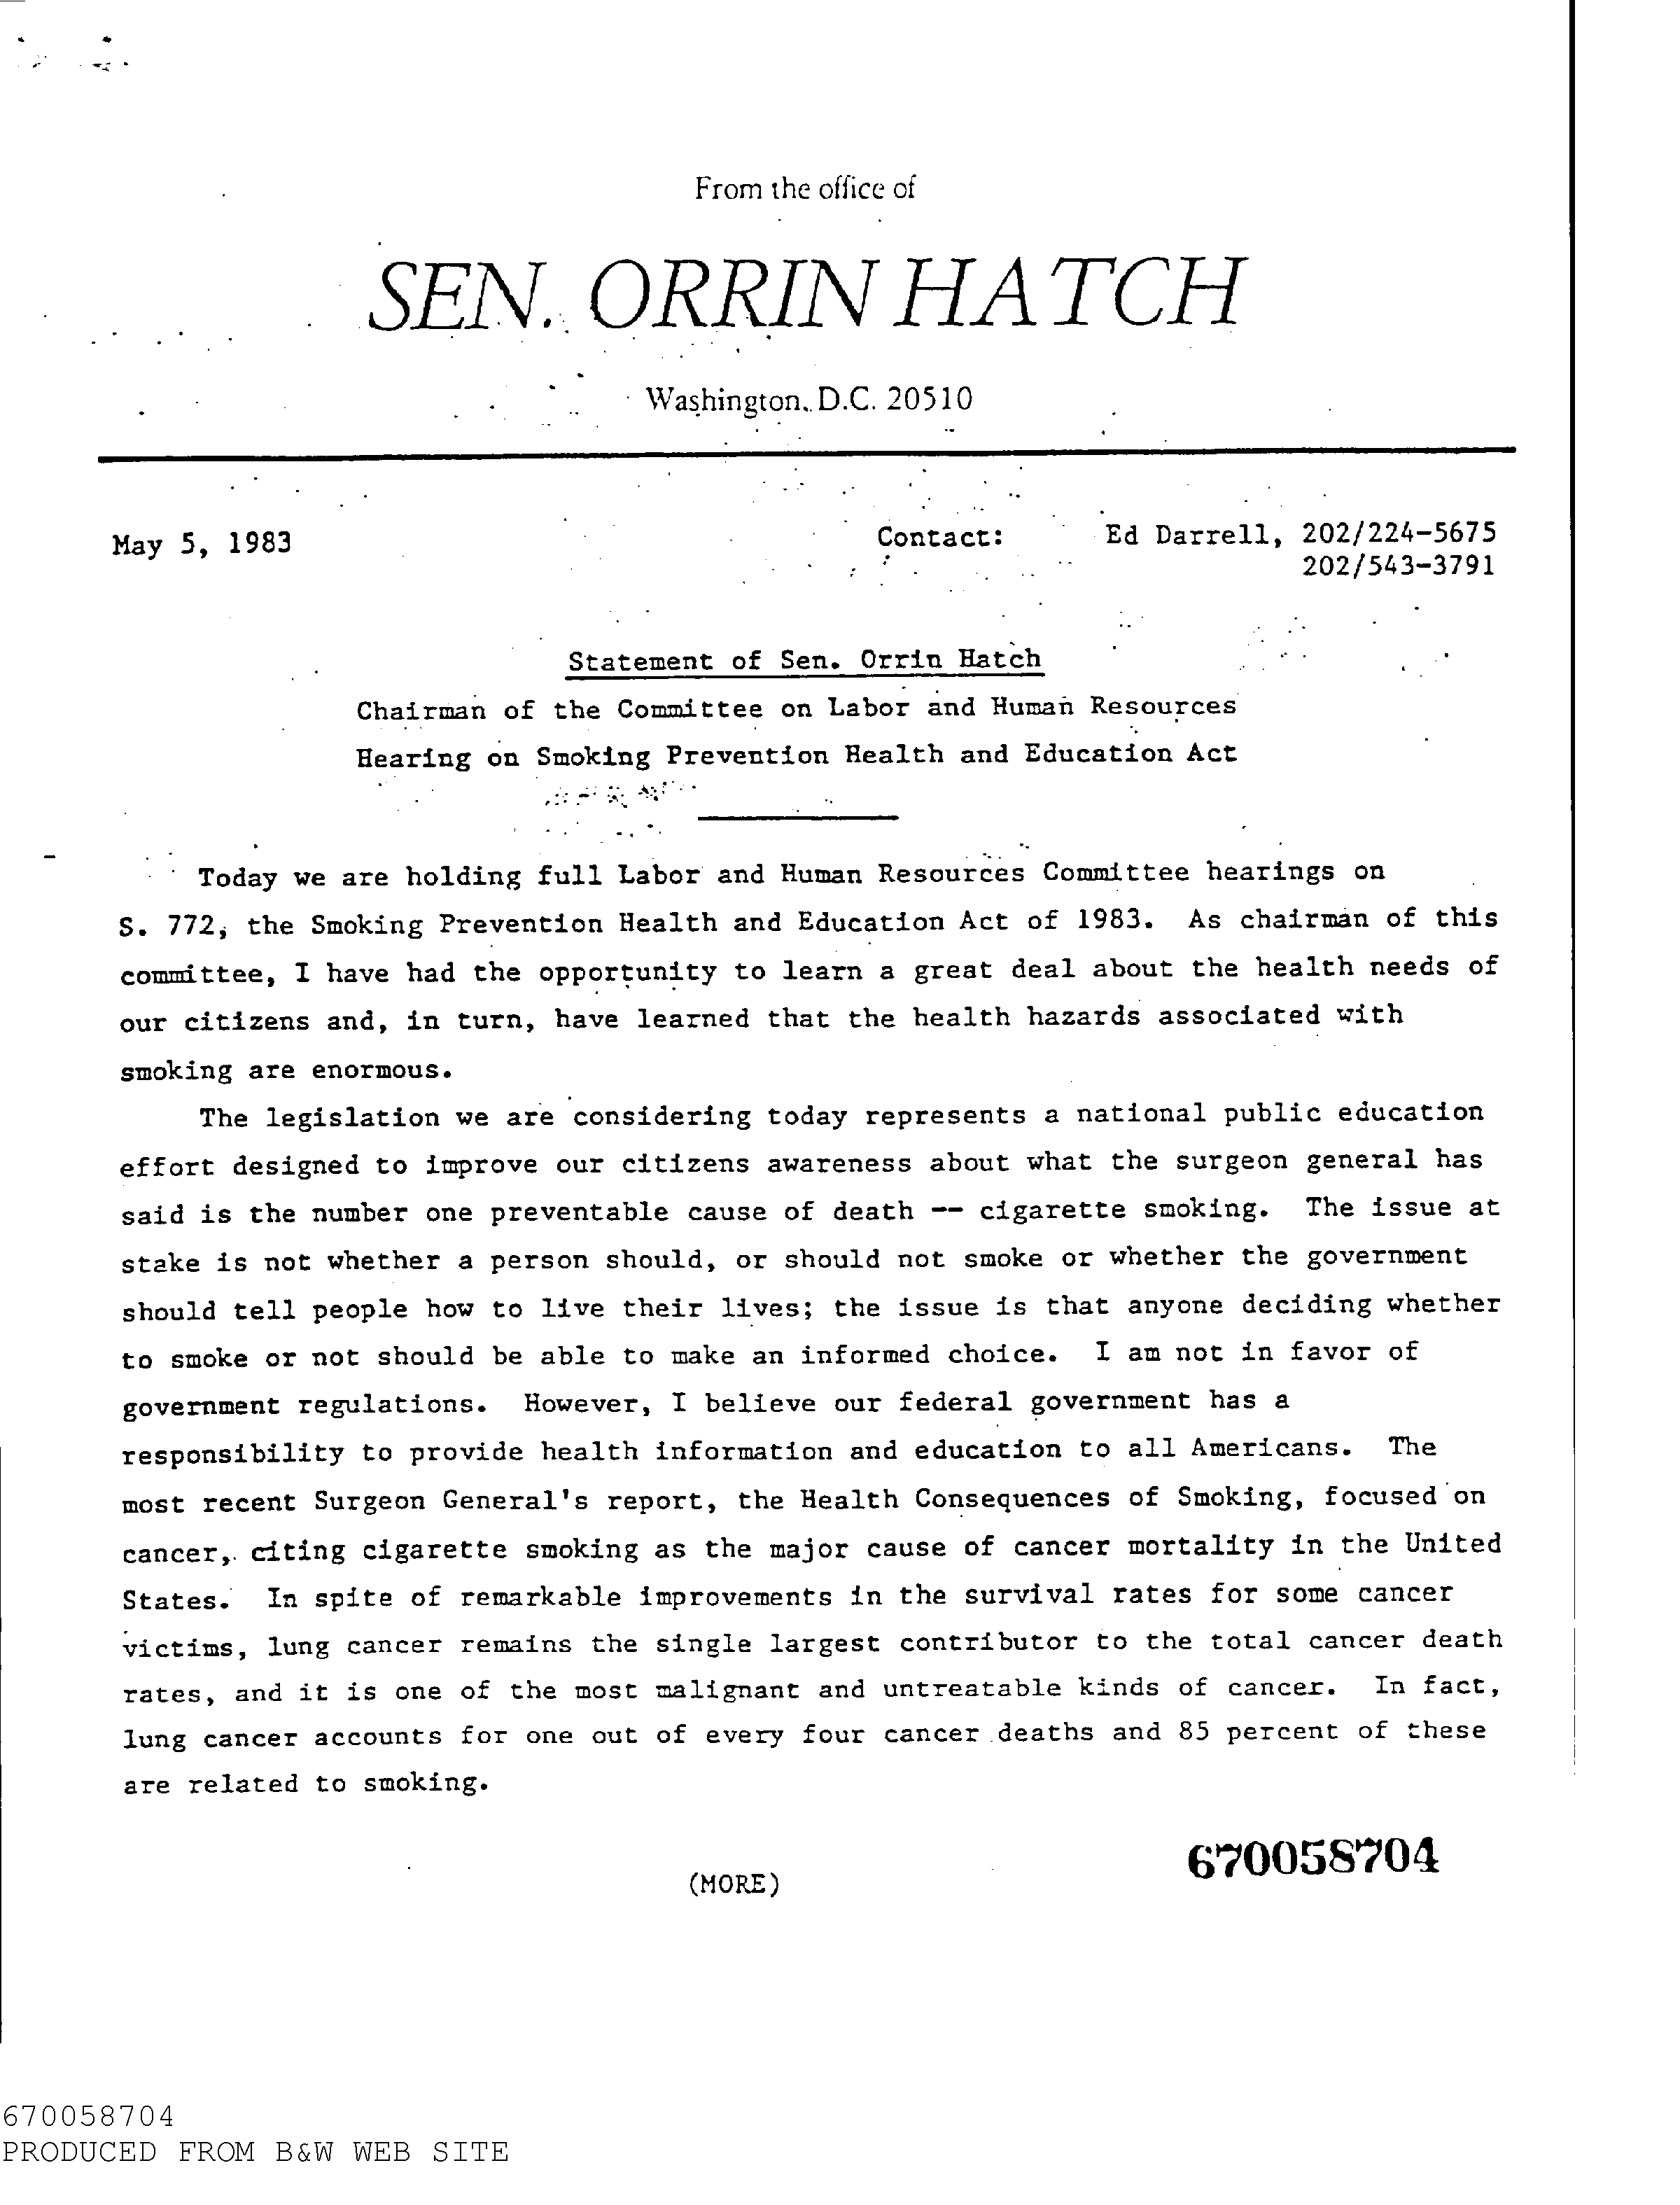 From the office of
SEN. ORRIN HATCH
Washington, D.C. 20510
May 5, 1983 Contact: Ed Darrell, 202/224-5675
202/543-3791
Statement of Sen. Orrin Hatch
Chairman of the Committee on Labor and Human Resources
Hearing on Smoking Prevention Health and Education Act
Today we are holding full Labor and Human Resources Committee hearings on
S. 772, the Smoking Prevention Health and Education Act of 1983. As chairman of this
committee, I have had the opportunity to learn a great deal about the health needs of
our citizens and, in turn, have learned that the health hazards associated with
smoking are enormous.
The legislation we are considering today represents a national public education
effort designed to improve our citizens awareness about what the surgeon general has
said is the number one preventable cause of death -- cigarette smoking. The issue at
stake is not whether a person should, or should not smoke or whether the government
should tell people how to live their lives; the issue is that anyone deciding whether
to smoke or not should be able to make an informed choice. I am not in favor of
government regulations. However, I believe our federal government has a
responsibility to provide health information and education to all Americans. The
most recent Surgeon General's report, the Health Consequences of Smoking, focused on
cancer, citing cigarette smoking as the major cause of cancer mortality in the United
States. In spite of remarkable improvements in the survival rates for some cancer
victims, lung cancer remains the single largest contributor to the total cancer death
rates, and it is one of the most malignant and untreatable kinds of cancer. In fact,
lung cancer accounts for one out of every four cancer deaths and 85 percent of these
are related to smoking.
670058704
(MORE)
670058704
PRODUCED FROM B&W WEB SITE